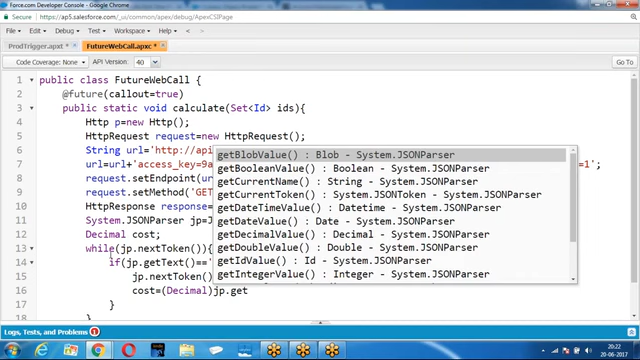 Force.com Developer Console - Google Chrome
Secure https://ap5.salesforce.com/_ui/common/apex/debug/ApexCSIPage
File Edit Debug Test Workspace Help < >
ProdTrigger.apxt FutureWebCall.apxc *
Code Coverage: None API Version: 40 Go To
1 public class FutureWebCall {
2 @future(callout=true)
3 public static void calculate(Set<Id> ids){
4 Http p=new Http();
5 HttpRequest request=new HttpRequest();
6 String url='http://api
7 url=url+'access_key=9a =1';
8 request.setEndpoint(ur
9 request.setMethod('GET
10 HttpResponse response=
11 System.JSONParser jp=J
12 Decimal cost;
13 while(jp.nextToken()){
14 if(jp.getText()=='
15 jp.nextToken()
16 cost=(Decimal)jp.get
17 }
18 }
getBlobValue() : Blob - System.JSONParser
getBooleanValue() : Boolean - System.JSONParser
getCurrentName() : String - System.JSONParser
getCurrentToken() : System.JSONToken - System.JSONParser
getDateTimeValue() : Datetime - System.JSONParser
getDateValue() : Date - System.JSONParser
getDecimalValue() : Decimal - System.JSONParser
getDoubleValue() : Double - System.JSONParser
getIdValue() : Id - System.JSONParser
getIntegerValue() : Integer - System.JSONParser
Logs, Tests, and Problems
20:22
20-06-2017